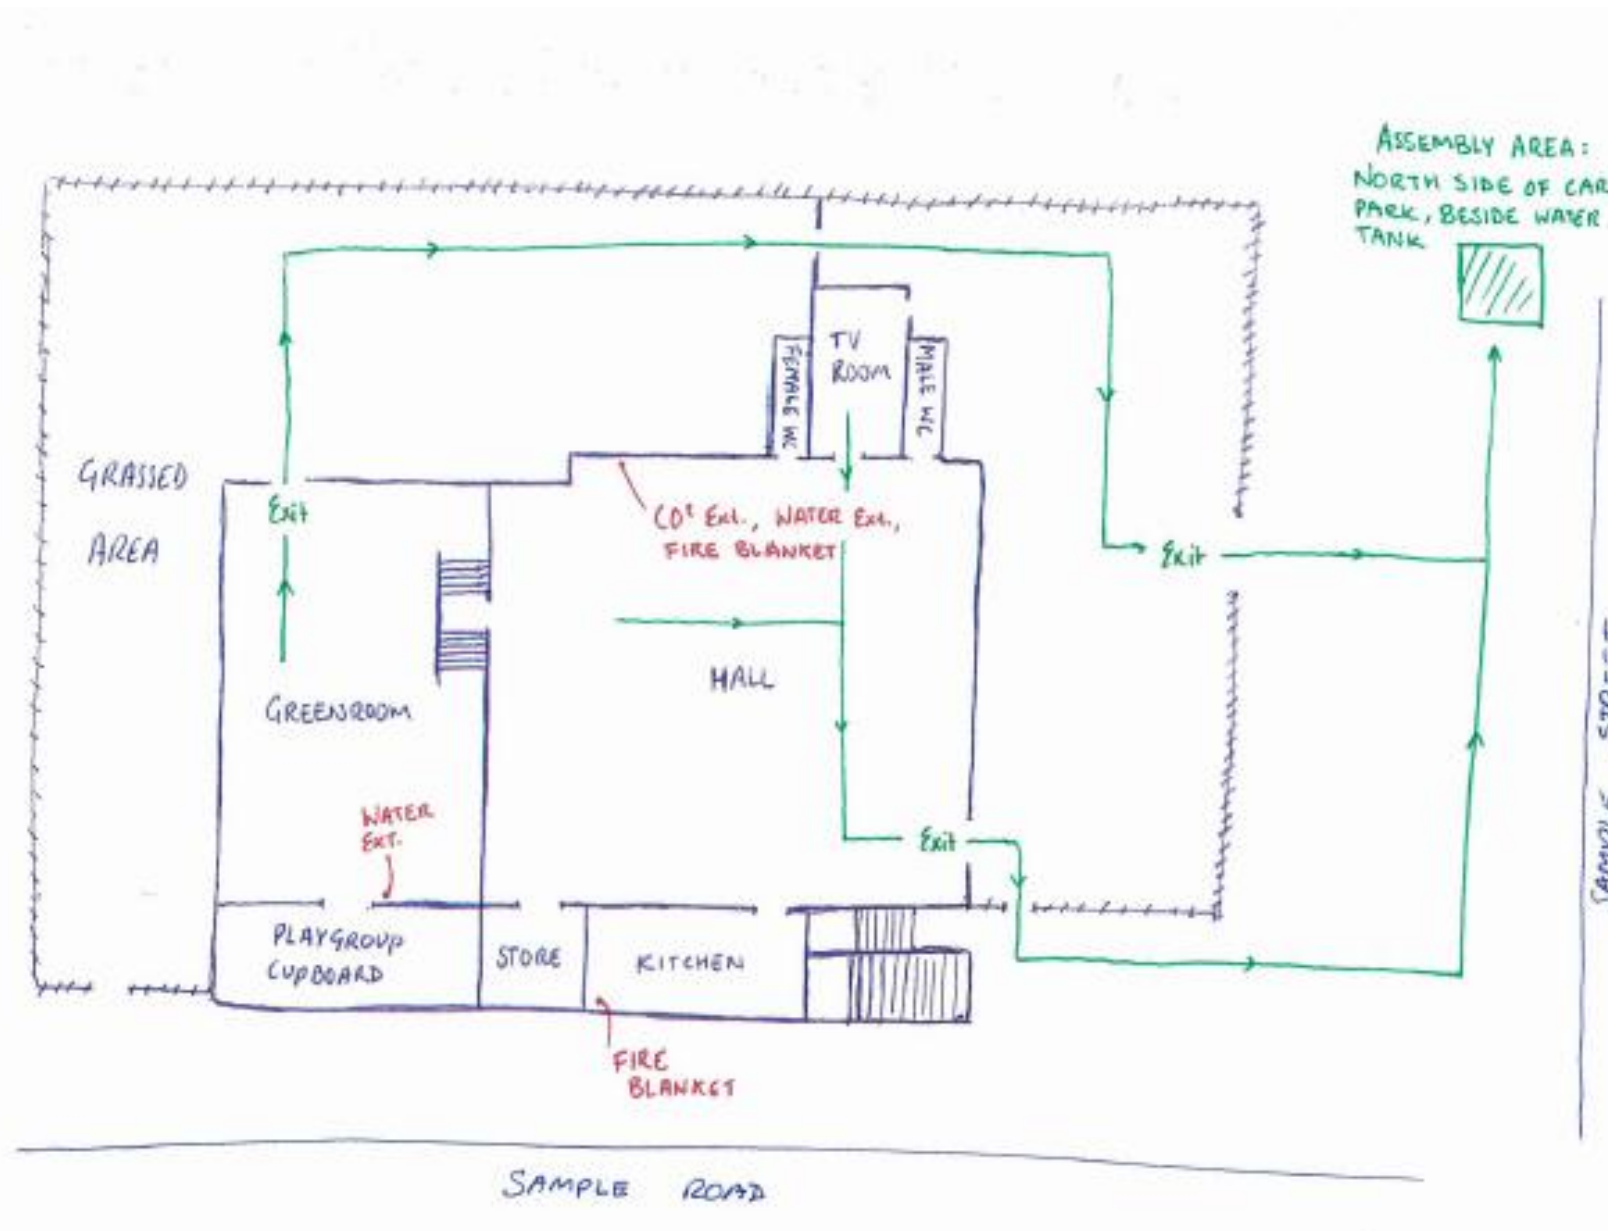 ASSEMBLY AREA:
NORTH SIDE OF CAR
PARK, BESIDE WATER
TANK
TV
ROOM
FEMALE WC
MALE WC
GRASSED
AREA
Exit
CO² Ext., WATER Ext.,
FIRE BLANKET
Exit
HALL
GREENROOM
WATER
EXT.
Exit
PLAYGROUP
CUPBOARD
STORE
KITCHEN
FIRE
BLANKET
SAMPLE STREET
SAMPLE ROAD